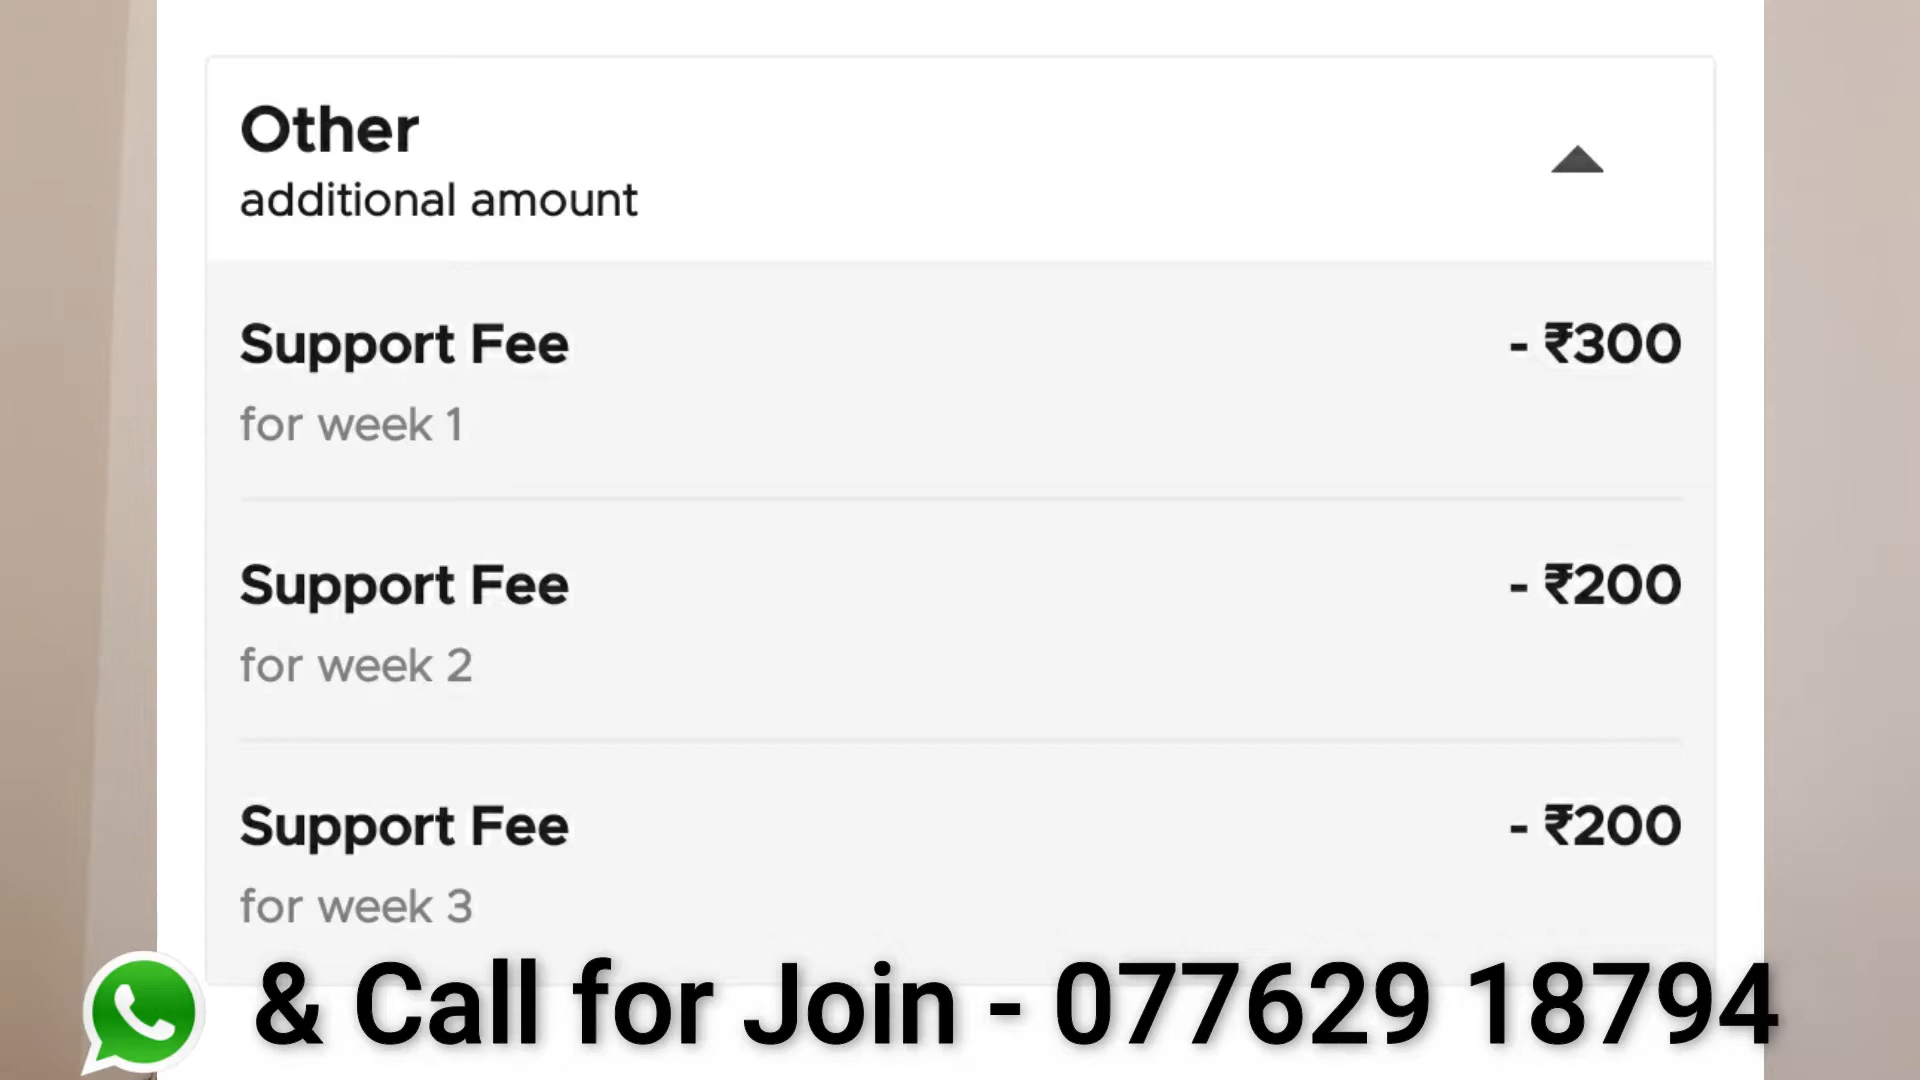 Other
additional amount
Support Fee - ₹300
for week 1
Support Fee - ₹200
for week 2
Support Fee - ₹200
for week 3
& Call for Join - 077629 18794